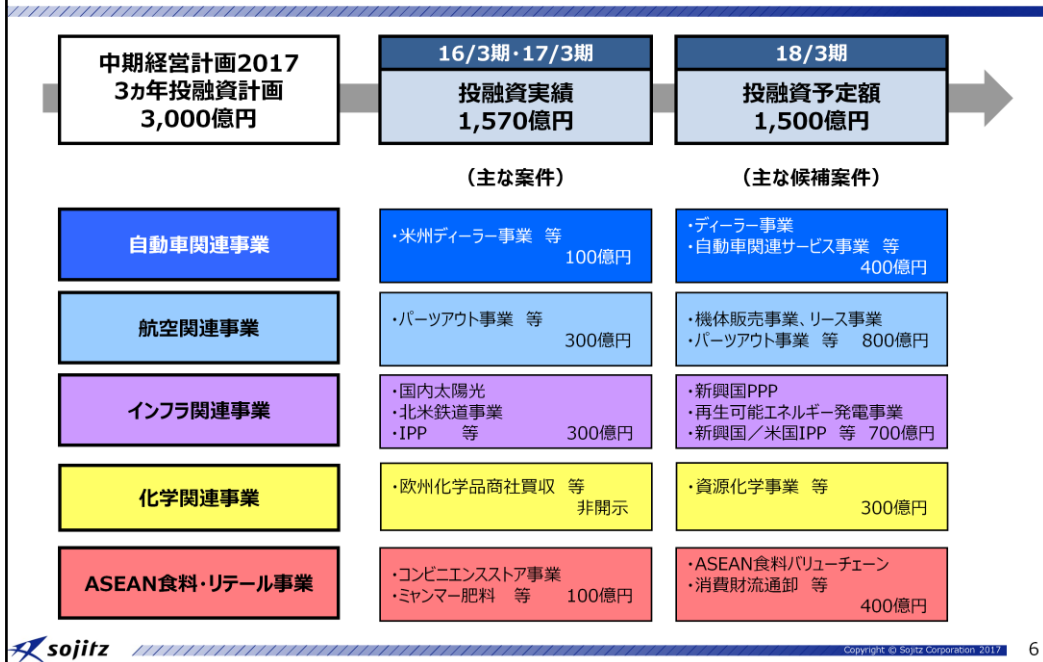 中期経営計画2017
3ヵ年投融資計画
3,000億円
16/3期・17/3期
投融資実績
1,570億円
18/3期
投融資予定額
1,500億円
(主な案件)
(主な候補案件)
自動車関連事業
・米州ディーラー事業 等
100億円
・ディーラー事業
・自動車関連サービス事業 等
400億円
航空関連事業
・パーツアウト事業 等
300億円
・機体販売事業、リース事業
・パーツアウト事業 等 800億円
インフラ関連事業
・国内太陽光
・北米鉄道事業
・IPP 等 300億円
・新興国PPP
・再生可能エネルギー発電事業
・新興国/米国IPP 等 700億円
化学関連事業
・欧州化学品商社買収 等
非開示
・資源化学事業 等
300億円
ASEAN食料・リテール事業
・コンビニエンスストア事業
・ミャンマー肥料 等 100億円
・ASEAN食料バリューチェーン
・消費財流通卸 等
400億円
sojitz
Copyright © Sojitz Corporation 2017
6